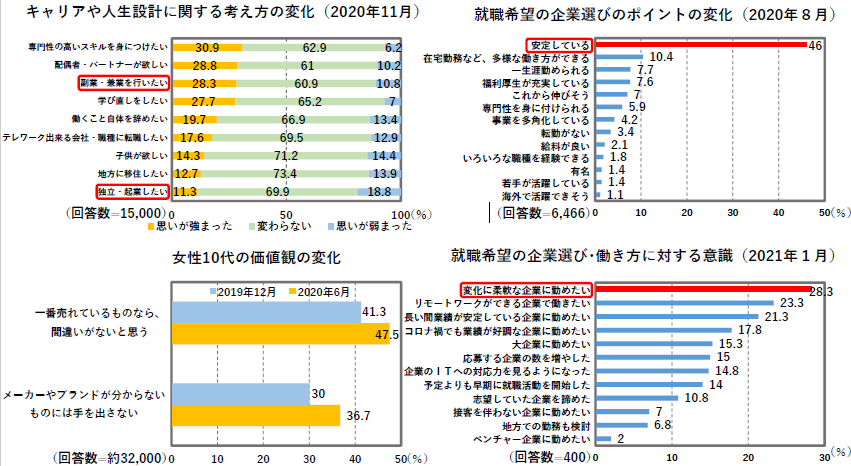 キャリアや人生設計に関する考え方の変化（2020年11月）
専門性の高いスキルを身につけたい 30.9 62.9 6.2
配偶者・パートナーが欲しい 28.8 61 10.2
副業・兼業を行いたい 28.3 60.9 10.8
学び直しをしたい 27.7 65.2 7
働くこと自体を辞めたい 19.7 66.9 13.4
テレワーク出来る会社・職種に転職したい 17.6 69.5 12.9
子供が欲しい 14.3 71.2 14.4
地方に移住したい 12.7 73.4 13.9
独立・起業したい 11.3 69.9 18.8
（回答数=15,000） 0 50 100 (%)
思いが強まった 変わらない 思いが弱まった
就職希望の企業選びのポイントの変化（2020年８月）
安定している 46
在宅勤務など、多様な働き方ができる 10.4
一生涯勤められる 7.7
福利厚生が充実している 7.6
これから伸びそう 7
専門性を身に付けられる 5.9
事業を多角化している 4.2
転勤がない 3.4
給料が良い 2.1
いろいろな職種を経験できる 1.8
有名 1.4
若手が活躍している 1.4
海外で活躍できそう 1.1
（回答数=6,466） 0 10 20 30 40 50 (%)
女性10代の価値観の変化
2019年12月 2020年6月
一番売れているものなら、
間違いがないと思う
41.3
47.5
メーカーやブランドが分からない
ものには手を出さない
30
36.7
0 10 20 30 40 50 (%)
（回答数=約32,000）
就職希望の企業選び･働き方に対する意識（2021年１月）
変化に柔軟な企業に勤めたい 28.3
リモートワークができる企業で働きたい 23.3
長い間業績が安定している企業に勤めたい 21.3
コロナ禍でも業績が好調な企業に勤めたい 17.8
大企業に勤めたい 15.3
応募する企業の数を増やした 15
企業のＩＴへの対応力を見るようになった 14.8
予定よりも早期に就職活動を開始した 14
志望していた企業を諦めた 10.8
接客を伴わない企業に勤めたい 7
地方での勤務も検討 6.8
ベンチャー企業に勤めたい 2
（回答数=400） 0 10 20 30 (%)